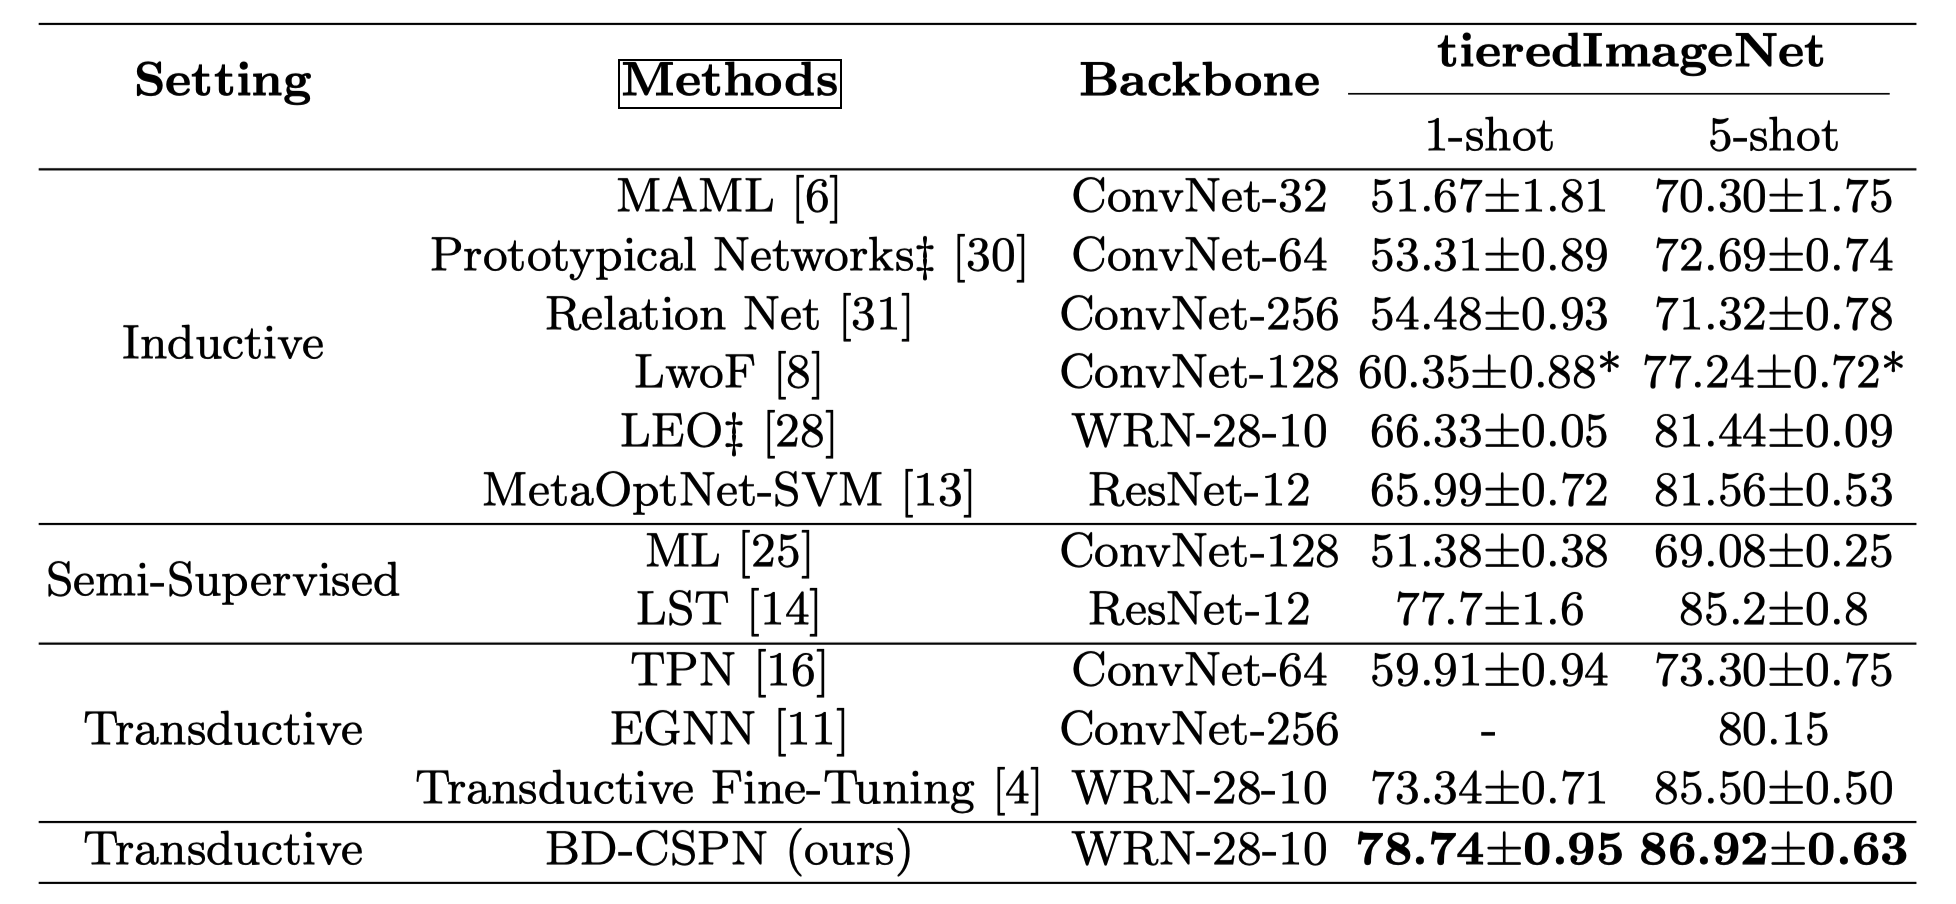 Setting Methods Backbone tieredImageNet
1-shot 5-shot
MAML [6] ConvNet-32 51.67±1.81 70.30±1.75
Prototypical Networks‡ [30] ConvNet-64 53.31±0.89 72.69±0.74
Relation Net [31] ConvNet-256 54.48±0.93 71.32±0.78
Inductive
LwoF [8] ConvNet-128 60.35±0.88* 77.24±0.72*
LEO‡ [28] WRN-28-10 66.33±0.05 81.44±0.09
MetaOptNet-SVM [13] ResNet-12 65.99±0.72 81.56±0.53
ML [25] ConvNet-128 51.38±0.38 69.08±0.25
Semi-Supervised
LST [14] ResNet-12 77.7±1.6 85.2±0.8
TPN [16] ConvNet-64 59.91±0.94 73.30±0.75
Transductive EGNN [11] ConvNet-256 - 80.15
Transductive Fine-Tuning [4] WRN-28-10 73.34±0.71 85.50±0.50
Transductive BD-CSPN (ours) WRN-28-10 78.74±0.95 86.92±0.63